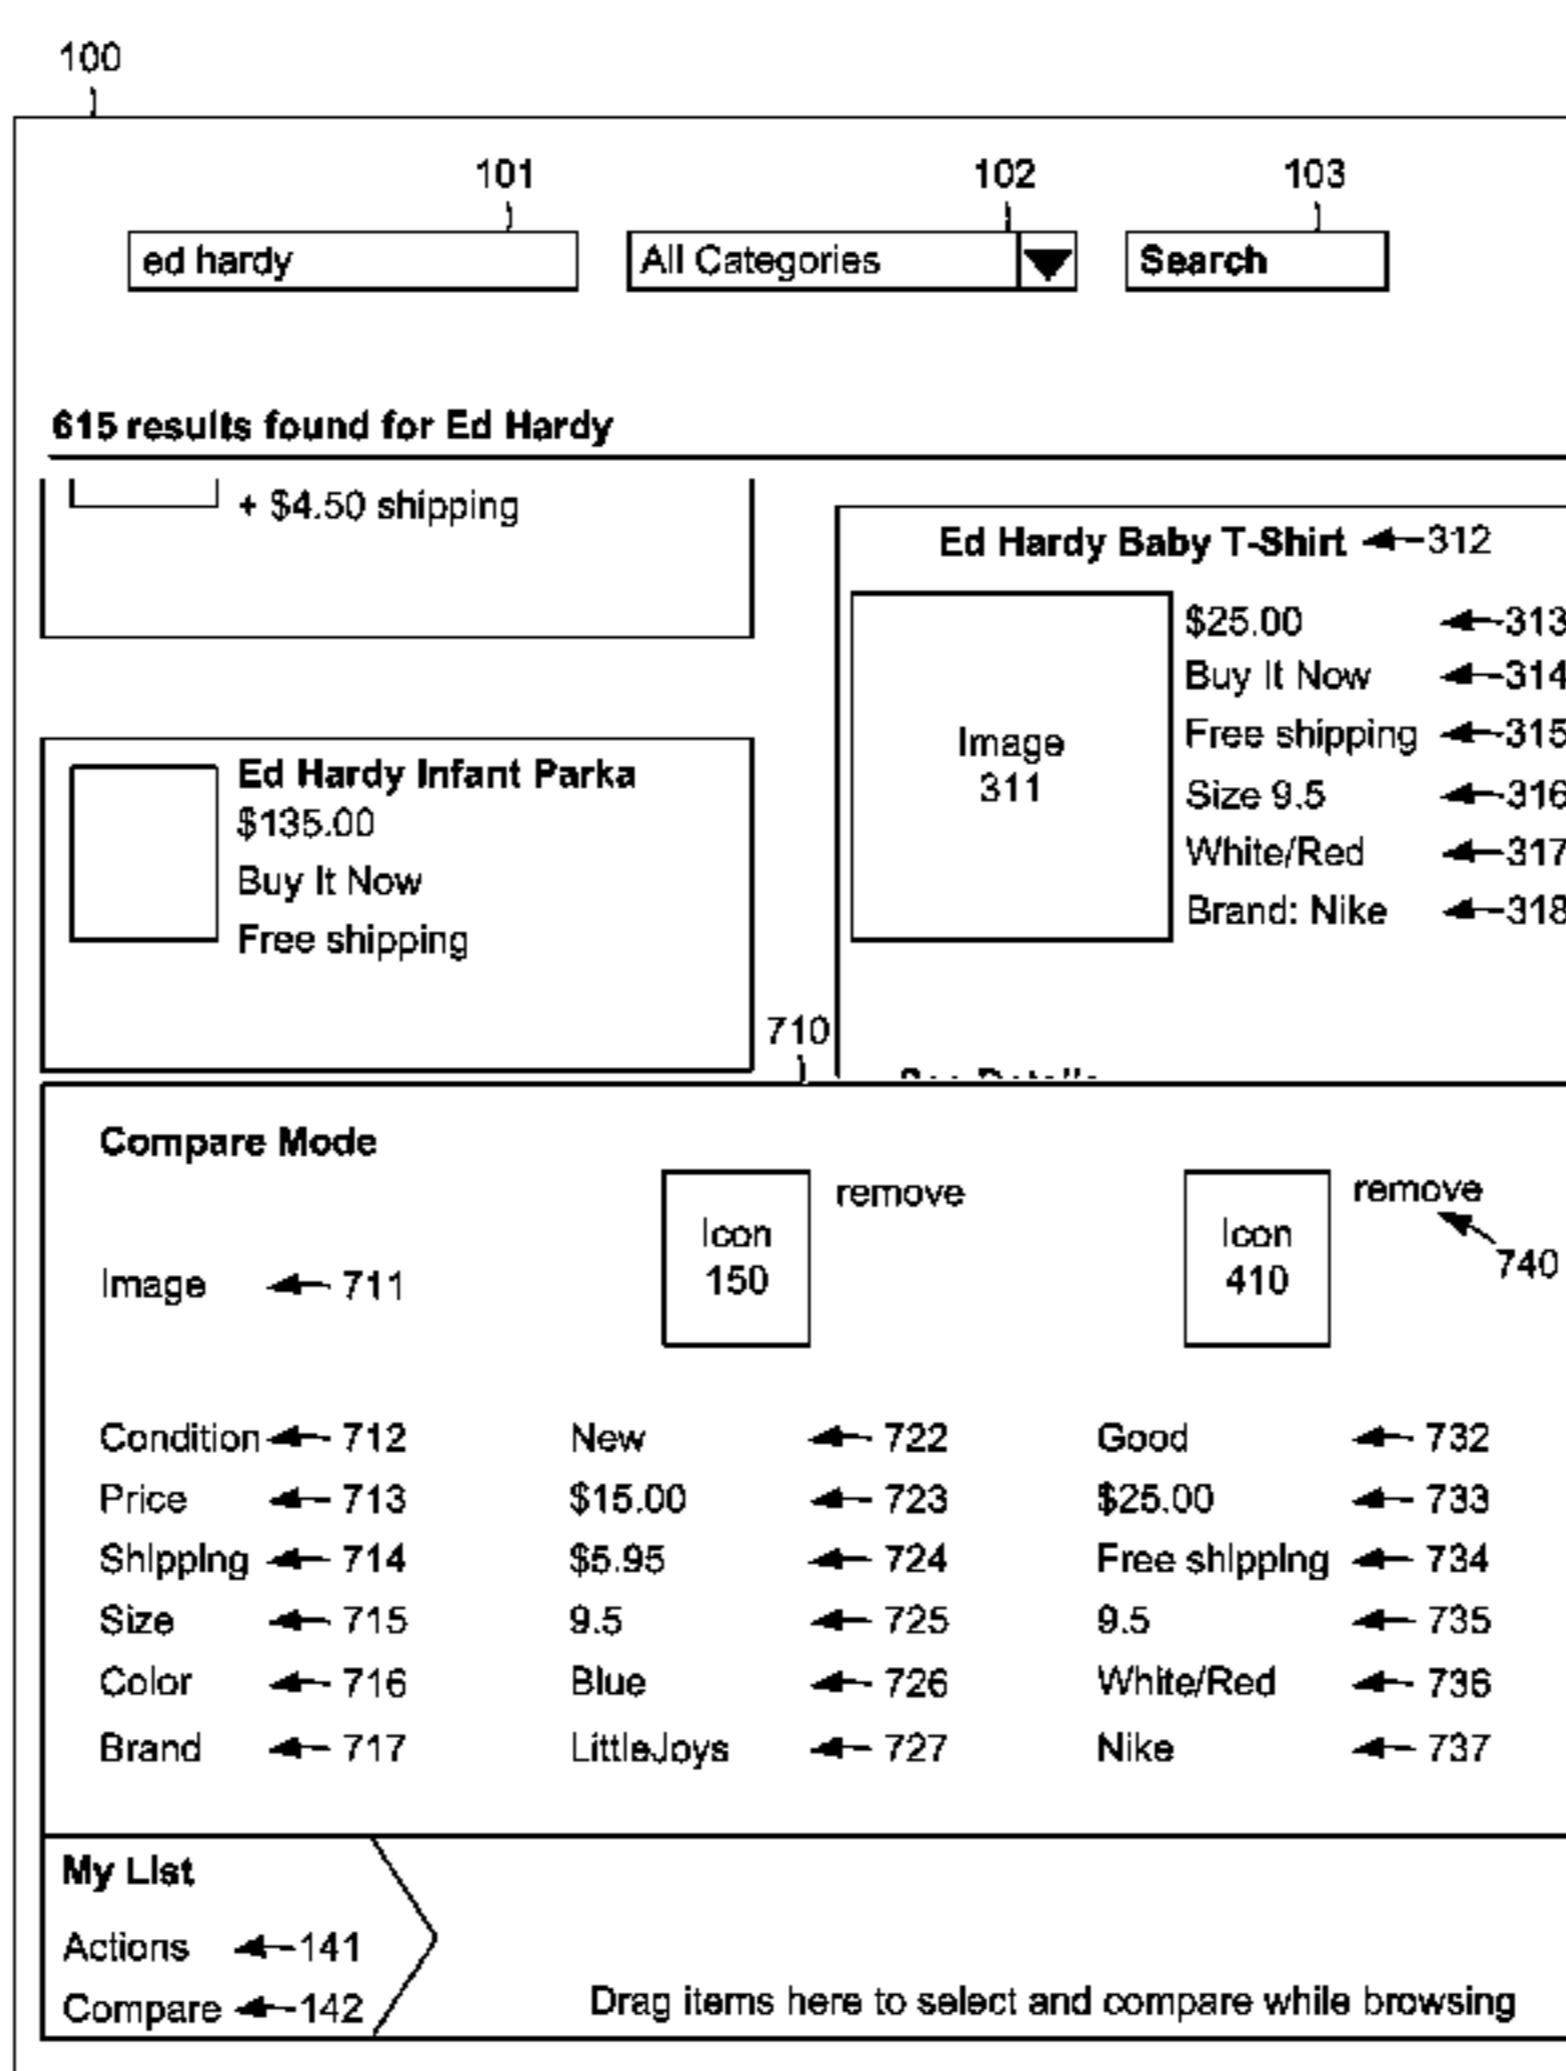 100
101 102 103
ed hardy All Categories Search
615 results found for Ed Hardy
+ $4.50 shipping
Ed Hardy Infant Parka
$135.00
Buy It Now
Free shipping
Ed Hardy Baby T-Shirt 312
Image
311
$25.00 313
Buy It Now 314
Free shipping 315
Size 9.5 316
White/Red 317
Brand: Nike 318
See Details
710
Compare Mode
Icon
150
remove
Icon
410
remove
740
Image 711
Condition 712 New 722 Good 732
Price 713 $15.00 723 $25.00 733
Shipping 714 $5.95 724 Free shipping 734
Size 715 9.5 725 9.5 735
Color 716 Blue 726 White/Red 736
Brand 717 LittleJoys 727 Nike 737
My List
Actions 141
Compare 142
Drag items here to select and compare while browsing